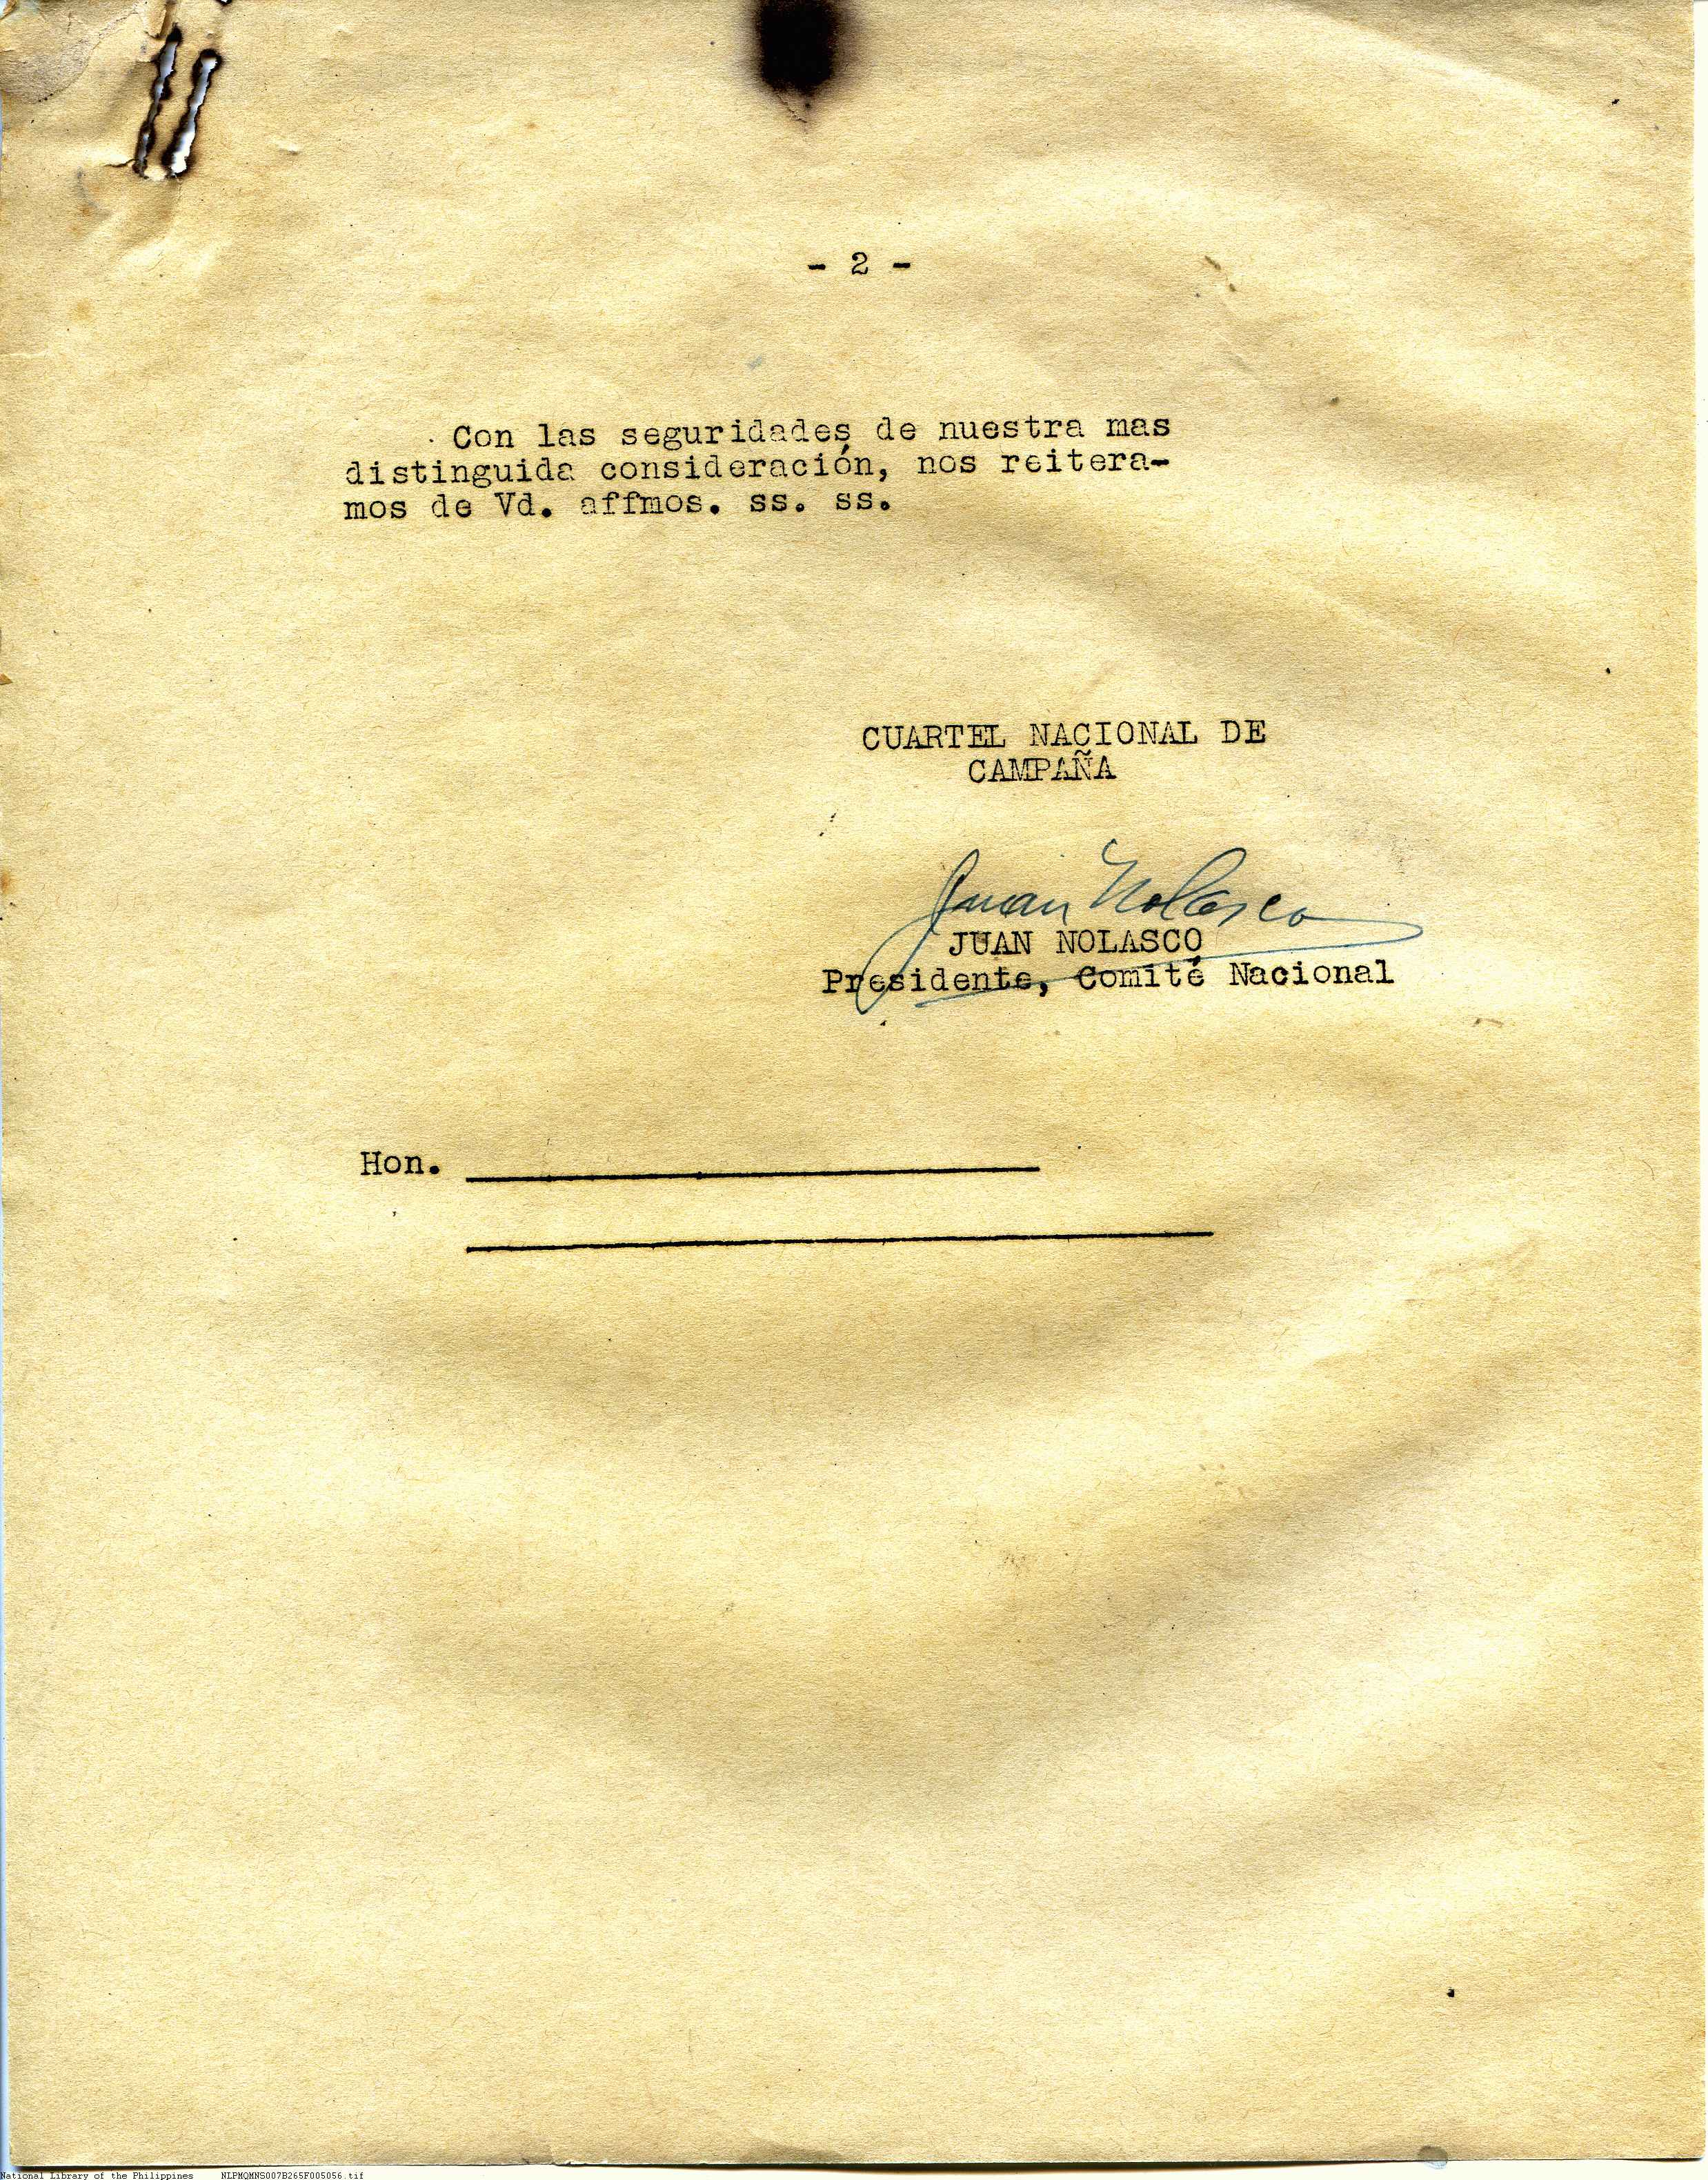 - 2 -
Con las seguridades de nuestra mas
distinguida consideración, nos reitera-
mos de Vd. affmos. ss. ss.
CUARTEL NACIONAL DE
CAMPAÑA
Juan Nolasco
JUAN NOLASCO
Presidente, Comité Nacional
Hon.
National Library of the Philippines NLPMQMNS007B265F005056.tif